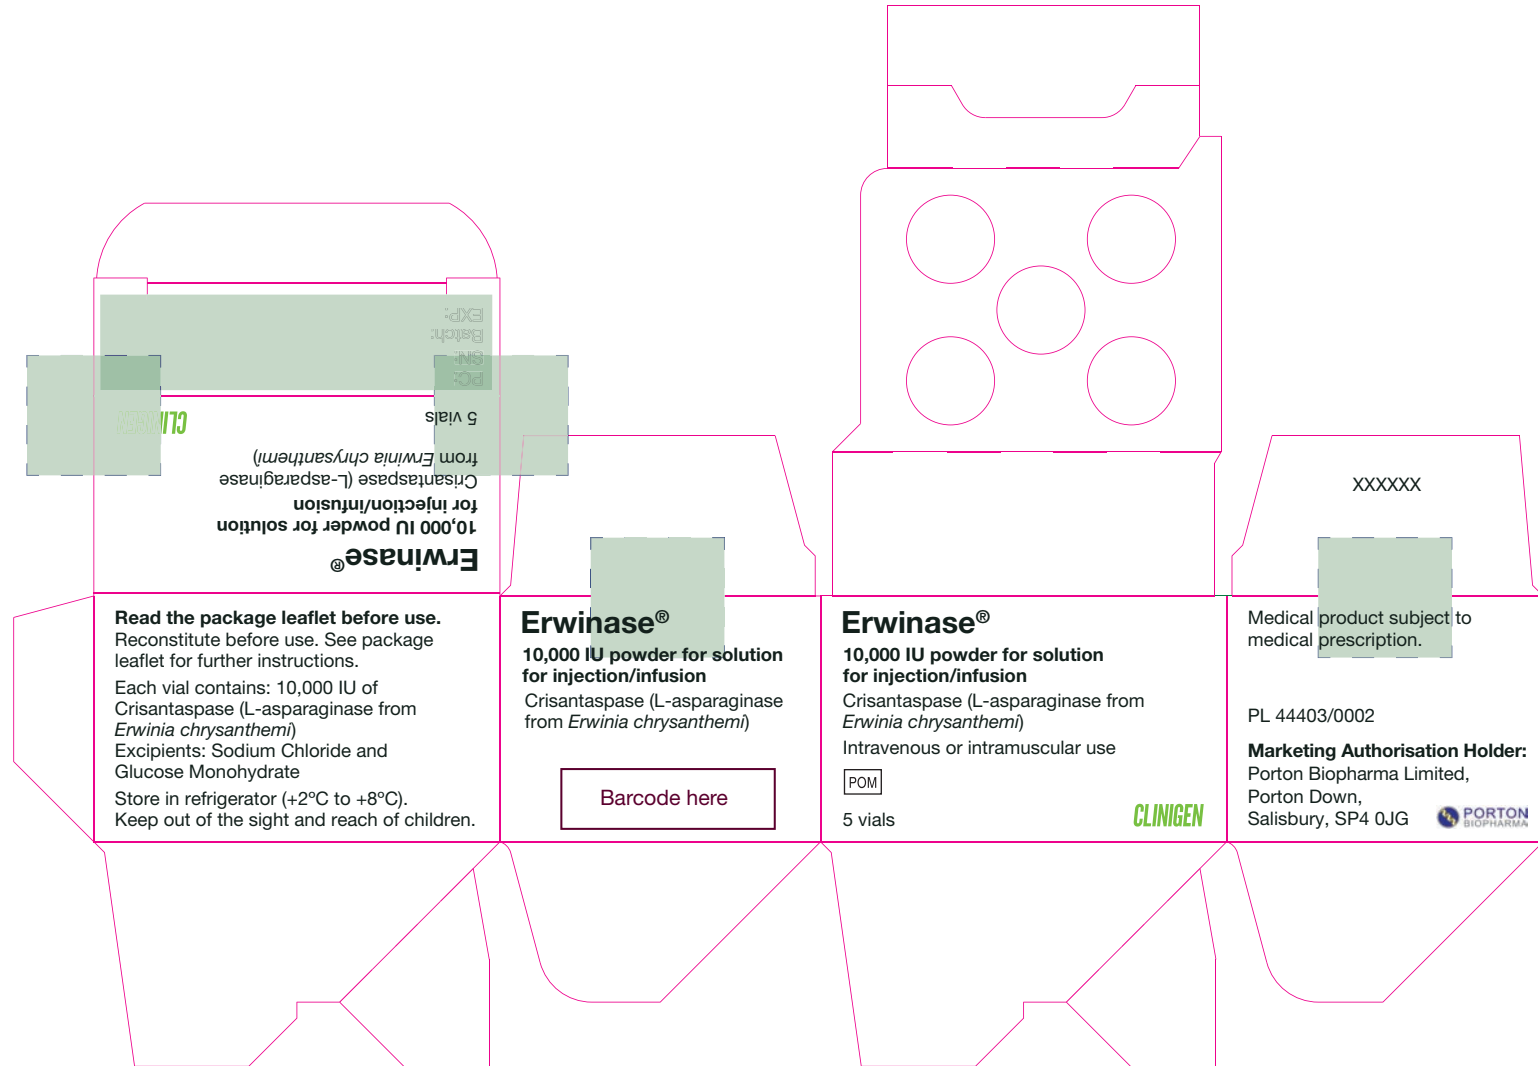 EXP:
Batch:
SN:
PC:
5 vials
CLINIGEN
Erwinase®
10,000 IU powder for solution
for injection/infusion
Crisantaspase (L-asparaginase
from Erwinia chrysanthemi)
Read the package leaflet before use.
Reconstitute before use. See package
leaflet for further instructions.
Each vial contains: 10,000 IU of
Crisantaspase (L-asparaginase from
Erwinia chrysanthemi)
Excipients: Sodium Chloride and
Glucose Monohydrate
Store in refrigerator (+2ºC to +8ºC).
Keep out of the sight and reach of children.
Erwinase®
10,000 IU powder for solution
for injection/infusion
Crisantaspase (L-asparaginase
from Erwinia chrysanthemi)
Barcode here
Erwinase®
10,000 IU powder for solution
for injection/infusion
Crisantaspase (L-asparaginase from
Erwinia chrysanthemi)
Intravenous or intramuscular use
POM
5 vials
CLINIGEN
XXXXXX
Medical product subject to
medical prescription.
PL 44403/0002
Marketing Authorisation Holder:
Porton Biopharma Limited,
Porton Down,
Salisbury, SP4 0JG
PORTON
BIOPHARMA